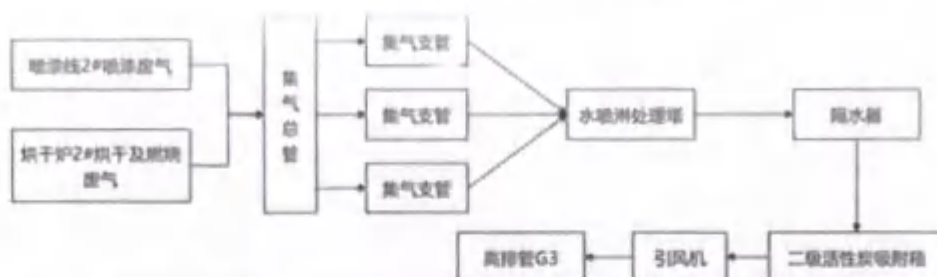 喷漆线2#喷漆废气
烘干炉2#烘干及燃烧
废气
集
气
总
管
集气支管
集气支管
集气支管
水喷淋处理塔
隔水器
二级活性炭吸附箱
引风机
高排管G3